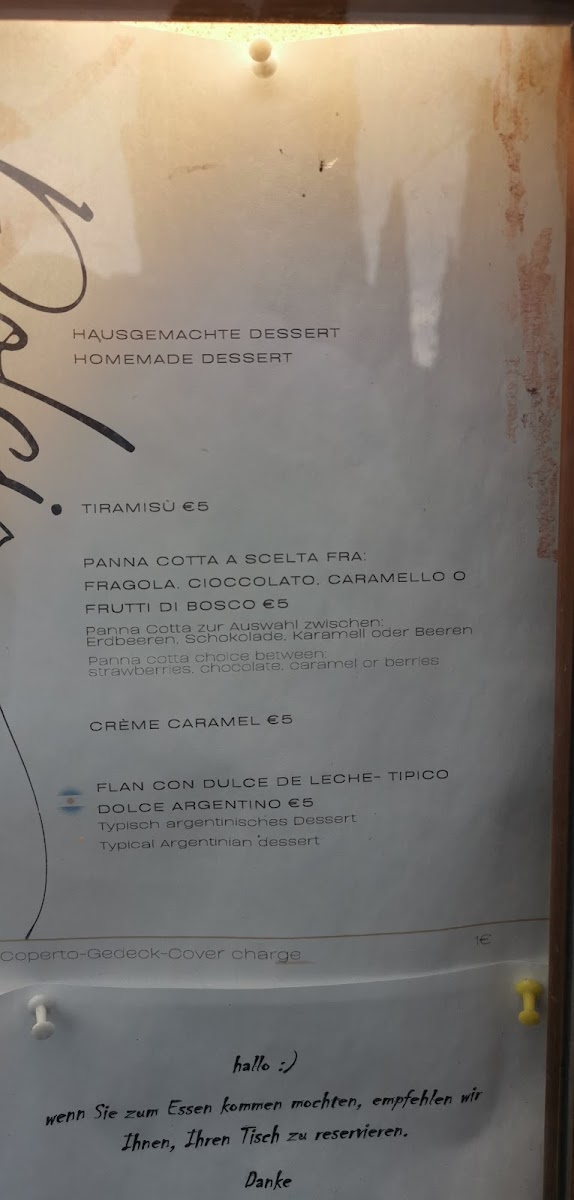 Dolci
HAUSGEMACHTE DESSERT
HOMEMADE DESSERT
TIRAMISÙ €5
PANNA COTTA A SCELTA FRA:
FRAGOLA, CIOCCOLATO, CARAMELLO O
FRUTTI DI BOSCO €5
Panna Cotta zur Auswahl zwischen:
Erdbeeren, Schokolade, Karamell oder Beeren
Panna cotta choice between:
strawberries, chocolate, caramel or berries
CRÈME CARAMEL €5
FLAN CON DULCE DE LECHE- TIPICO
DOLCE ARGENTINO €5
Typisch argentinisches Dessert
Typical Argentinian dessert
Coperto-Gedeck-Cover charge 1€
hallo :)
wenn Sie zum Essen kommen mochten, empfehlen wir
Ihnen, Ihren Tisch zu reservieren.
Danke